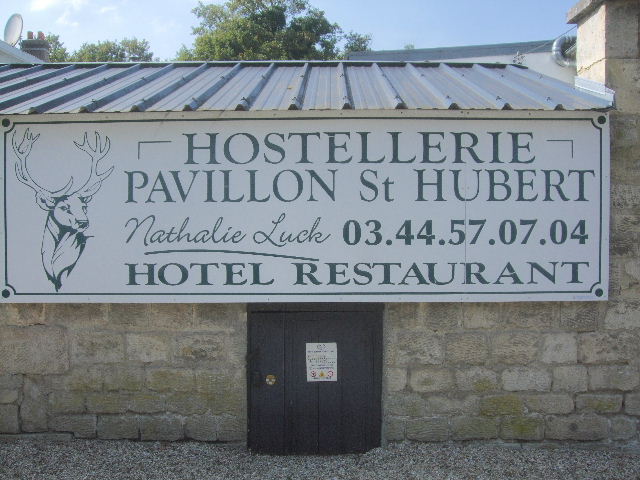 HOSTELLERIE
PAVILLON St HUBERT
Nathalie Luck 03.44.57.07.04
HOTEL RESTAURANT